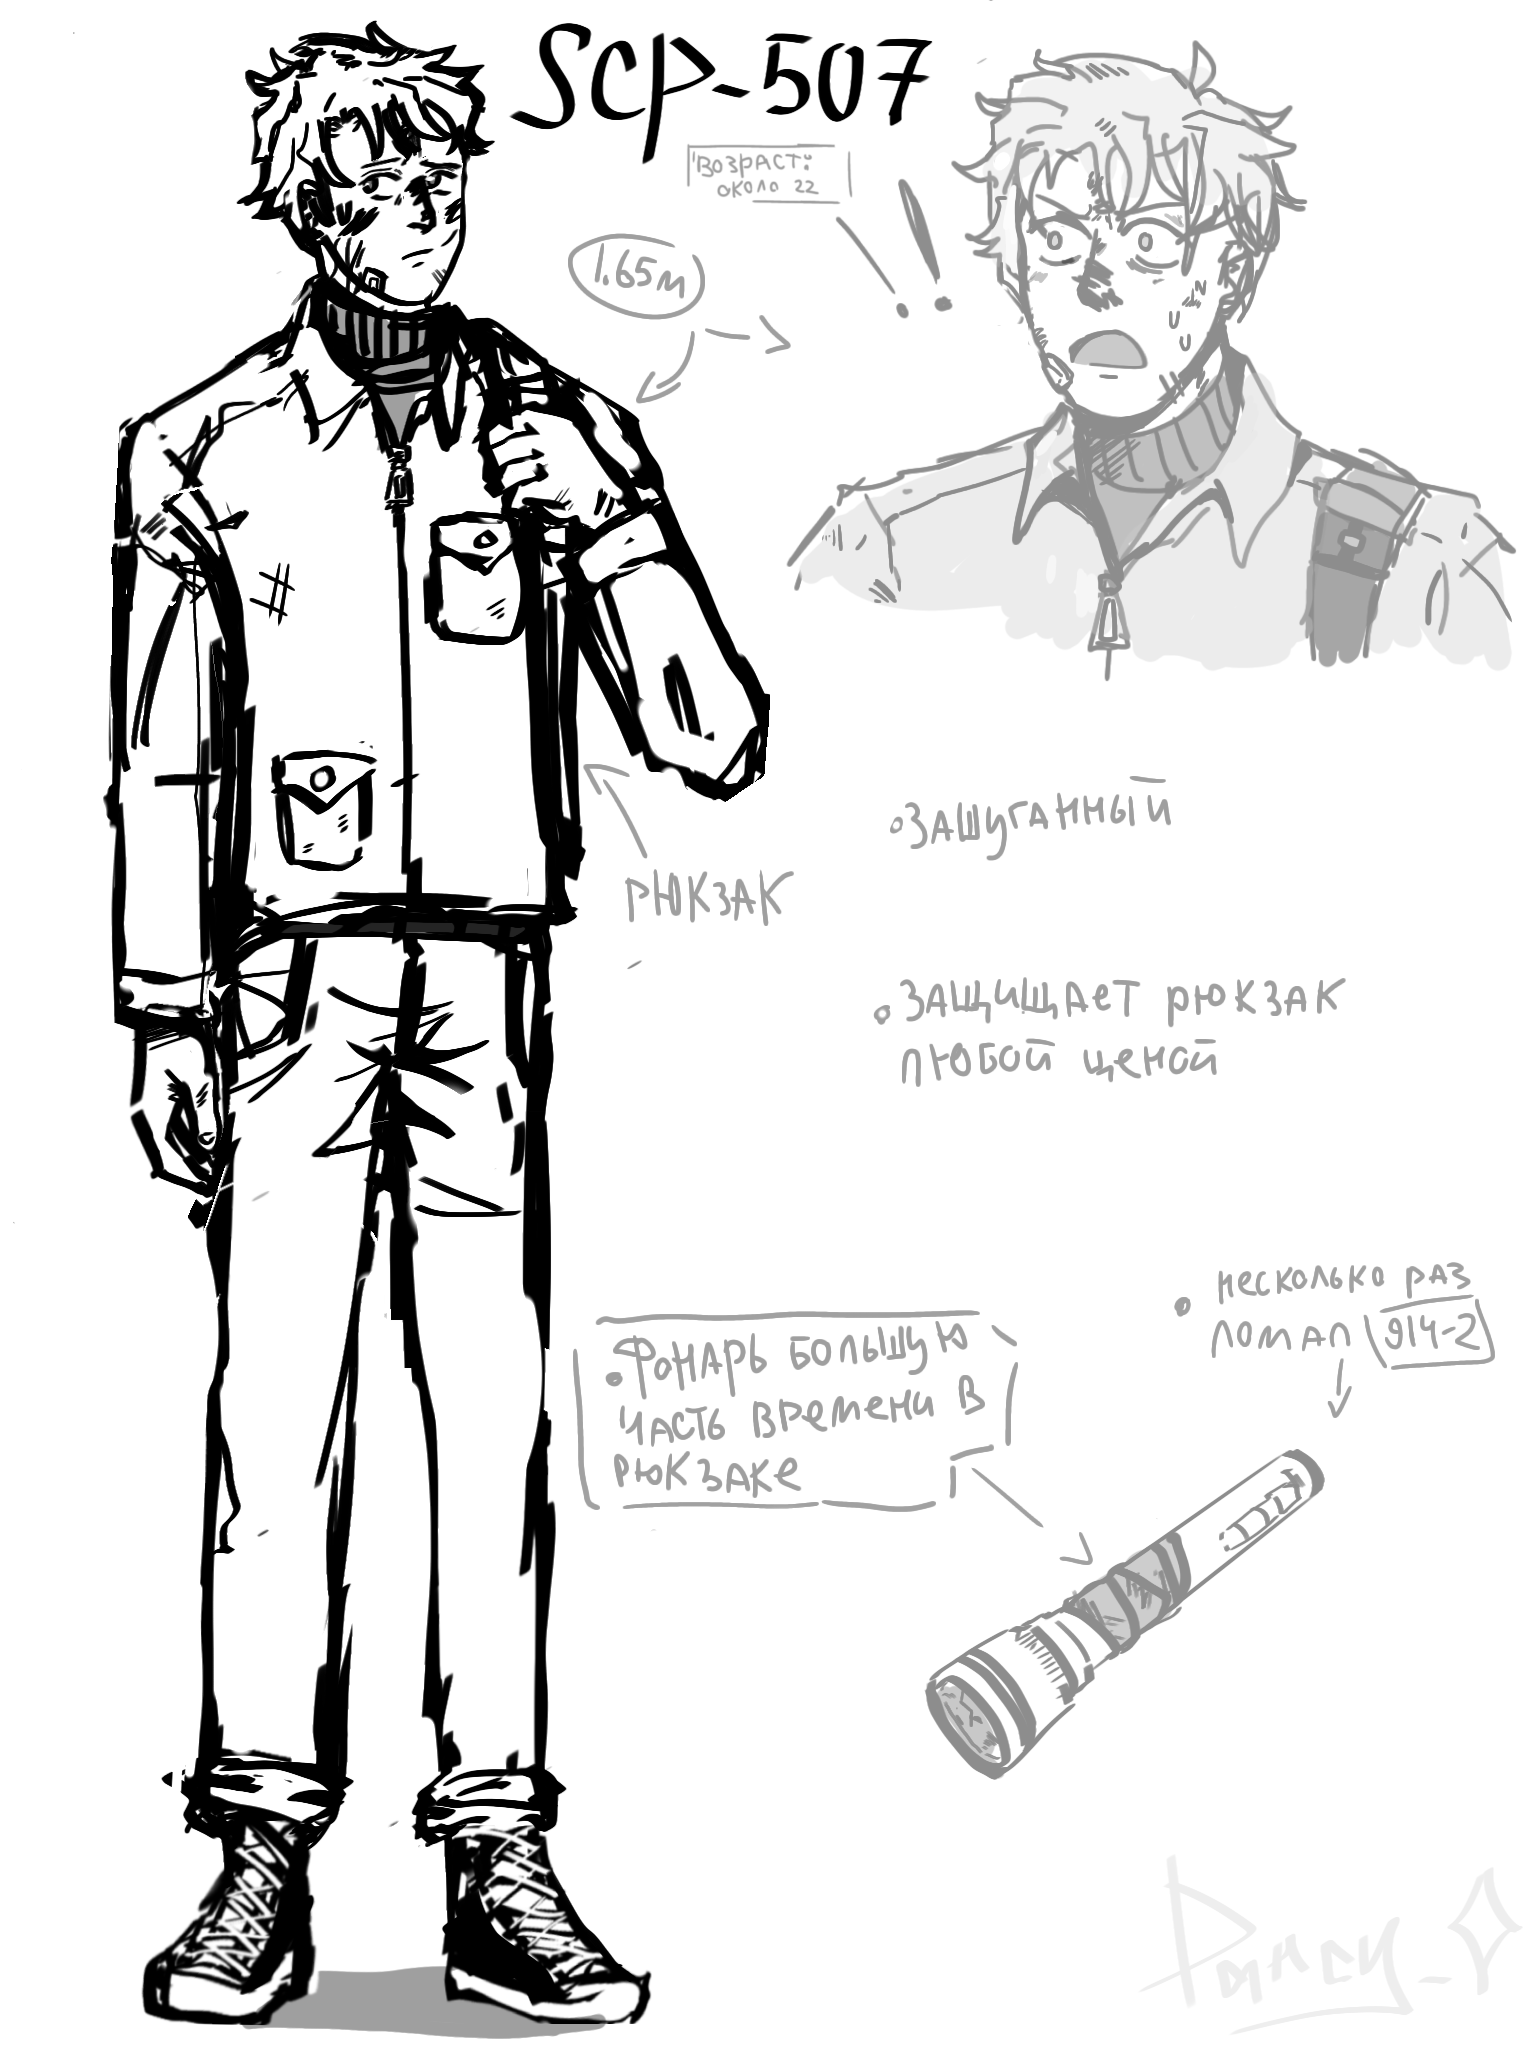 SCP-507
ВОЗРАСТ:
около 22
1.65м
РЮКЗАК
ЗАШУГАННЫЙ
ЗАЩИЩАЕТ РЮКЗАК
ЛЮБОЙ ЦЕНОЙ
НЕСКОЛЬКО РАЗ
ЛОМАЛ 914-2
ФОНАРЬ БОЛЬШУЮ
ЧАСТЬ ВРЕМЕНИ В
РЮКЗАКЕ